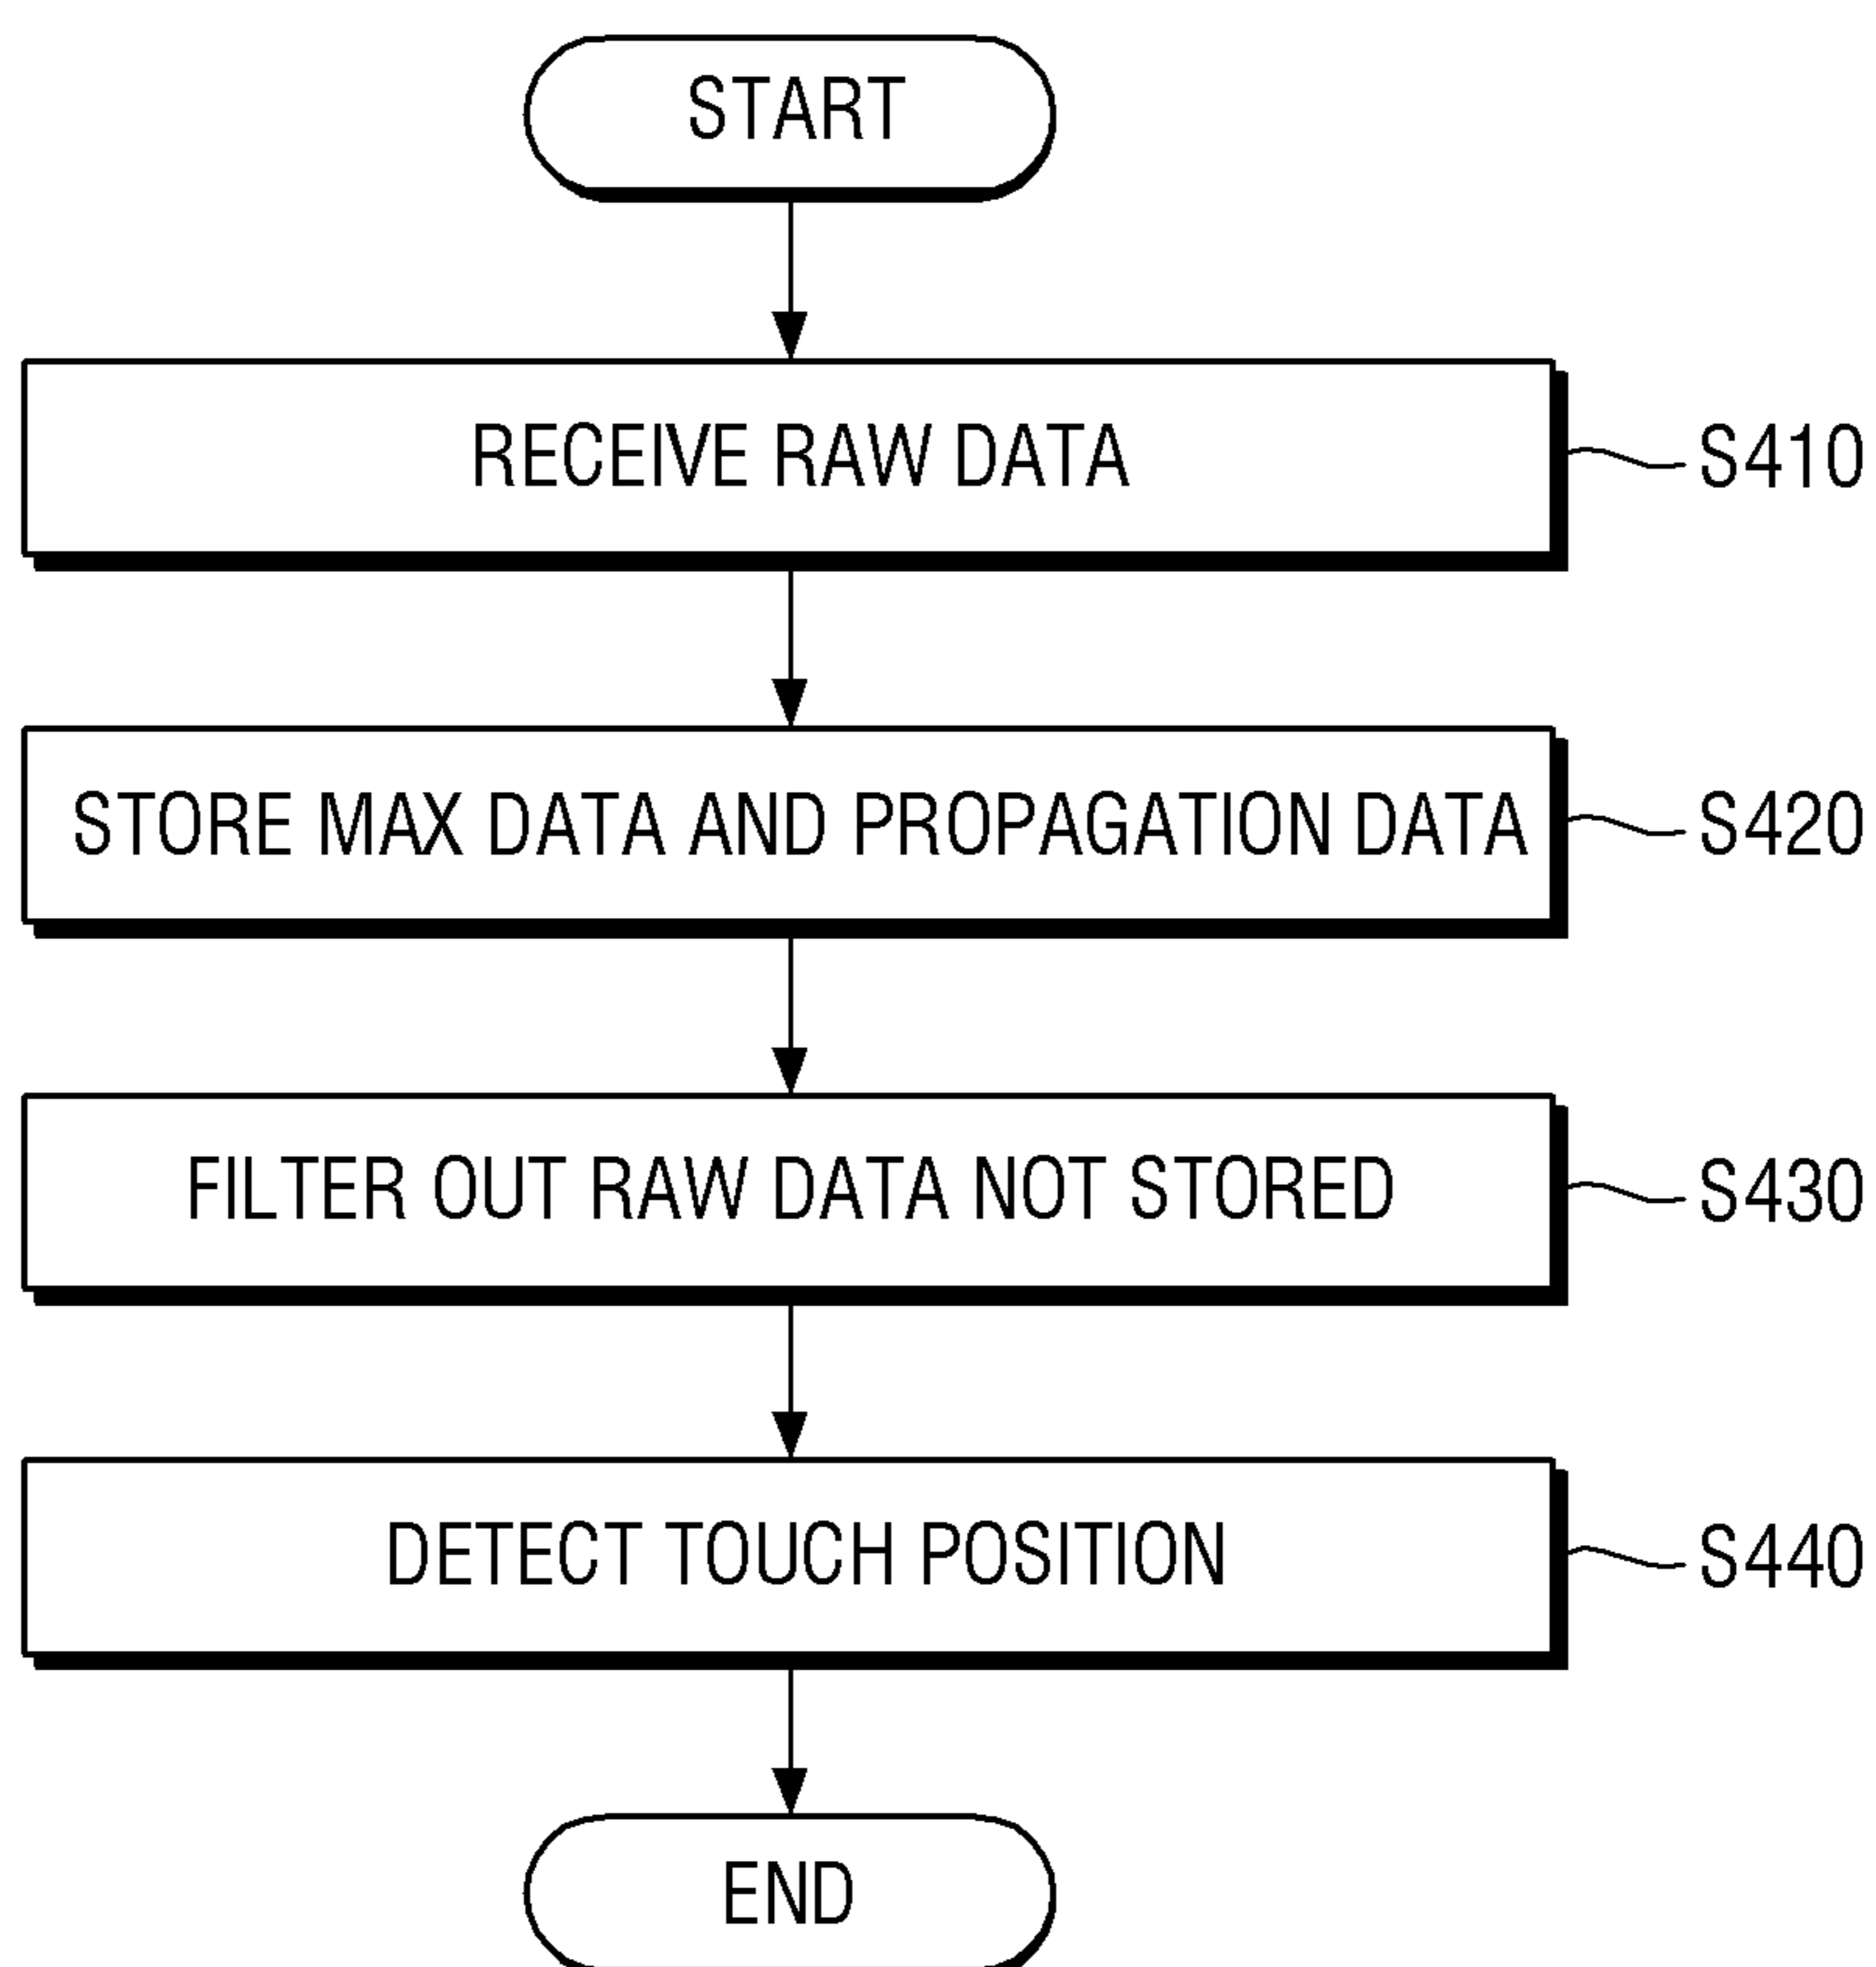 START
RECEIVE RAW DATA
S410
STORE MAX DATA AND PROPAGATION DATA
S420
FILTER OUT RAW DATA NOT STORED
S430
DETECT TOUCH POSITION
S440
END